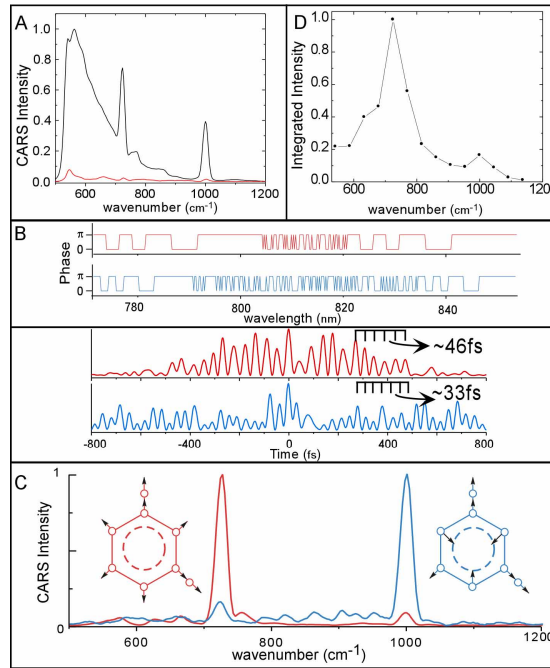 A
CARS Intensity
1.0
0.8
0.6
0.4
0.2
0.0
600 800 1000 1200
wavenumber (cm-1)
D
Integrated Intensity
1.0
0.8
0.6
0.4
0.2
0.0
600 800 1000 1200
wavenumber (cm-1)
B
Phase
π
0
π
0
780 800 820 840
wavelength (nm)
~46fs
~33fs
-800 -400 0 400 800
Time (fs)
C
CARS Intensity
1
0
600 800 1000 1200
wavenumber (cm-1)